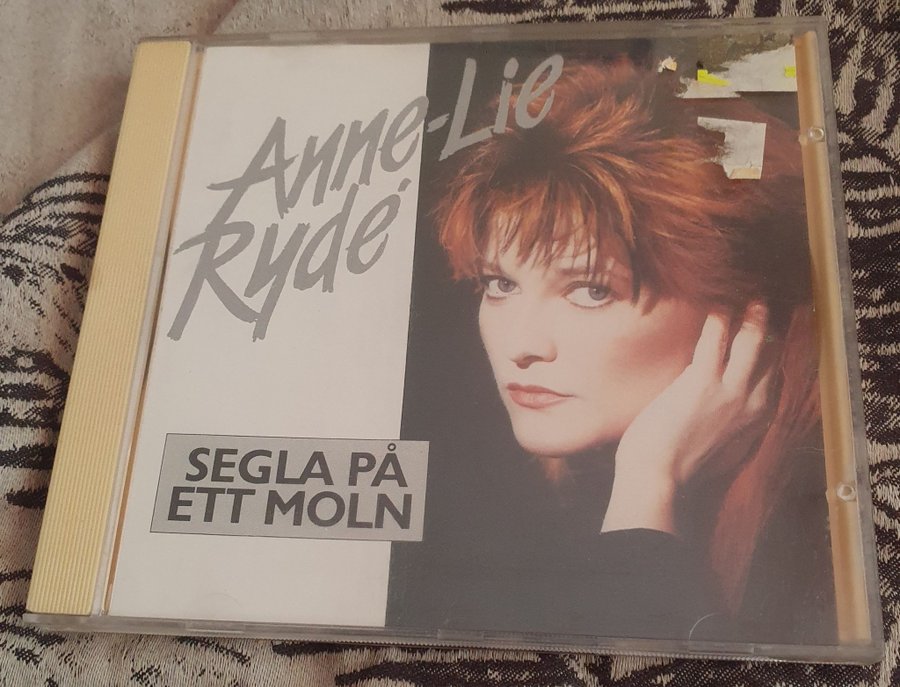 Anne-Lie
Rydé
SEGLA PÅ
ETT MOLN